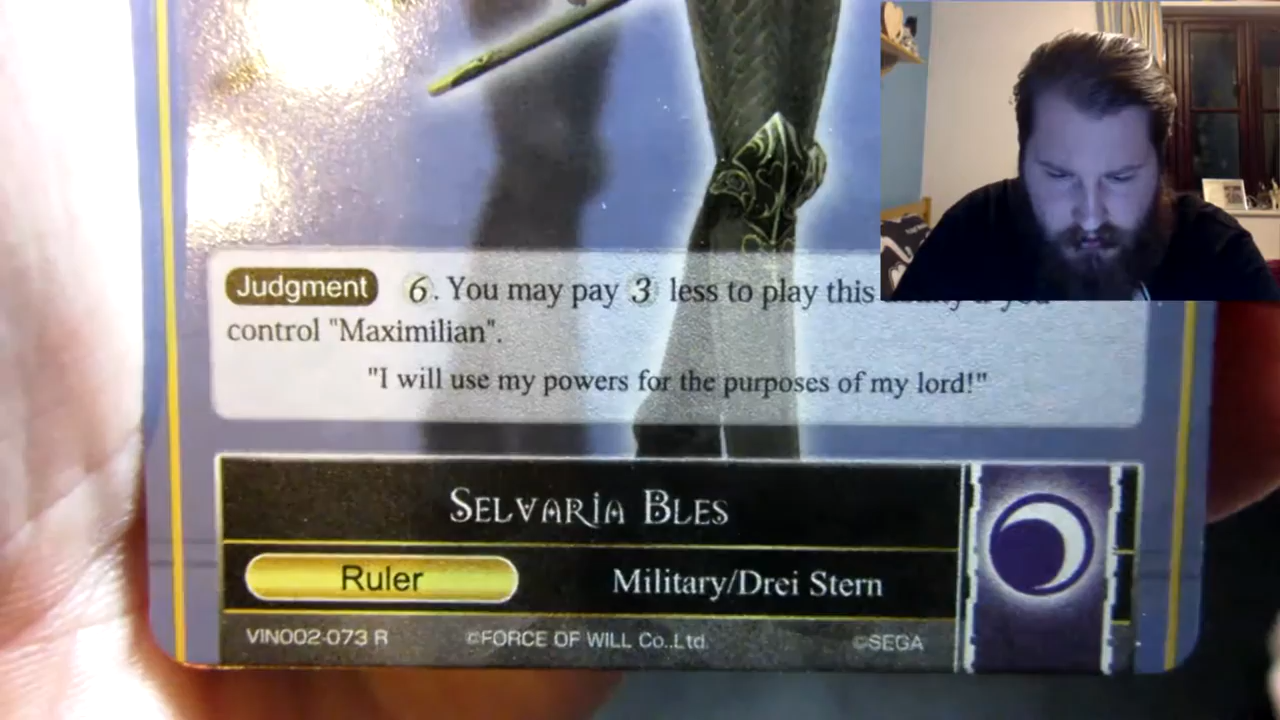 Judgment 6. You may pay 3 less to play this you
control "Maximilian".
"I will use my powers for the purposes of my lord!"
SELVARIA BLES
Ruler Military/Drei Stern
VIN002-073 R ©FORCE OF WILL Co.,Ltd. ©SEGA